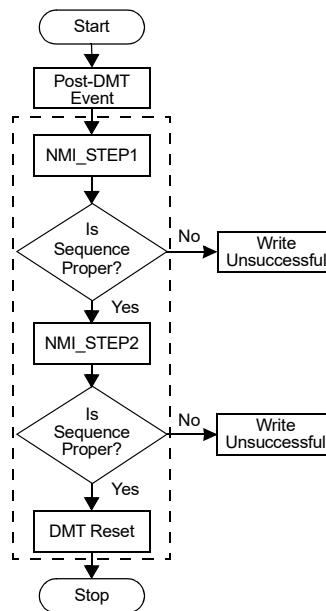 Start
Post-DMT
Event
NMI_STEP1
Is
Sequence
Proper?
No
Write
Unsuccessful
Yes
NMI_STEP2
Is
Sequence
Proper?
No
Write
Unsuccessful
Yes
DMT Reset
Stop